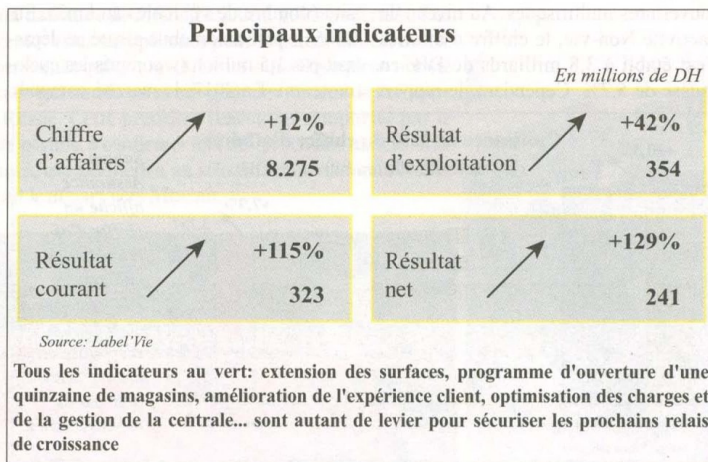 Principaux indicateurs
En millions de DH
Chiffre
d'affaires
+12%
8.275
Résultat
d'exploitation
+42%
354
Résultat
courant
+115%
323
Résultat
net
+129%
241
Source: Label'Vie
Tous les indicateurs au vert: extension des surfaces, programme d'ouverture d'une
quinzaine de magasins, amélioration de l'expérience client, optimisation des charges et
de la gestion de la centrale... sont autant de levier pour sécuriser les prochains relais
de croissance